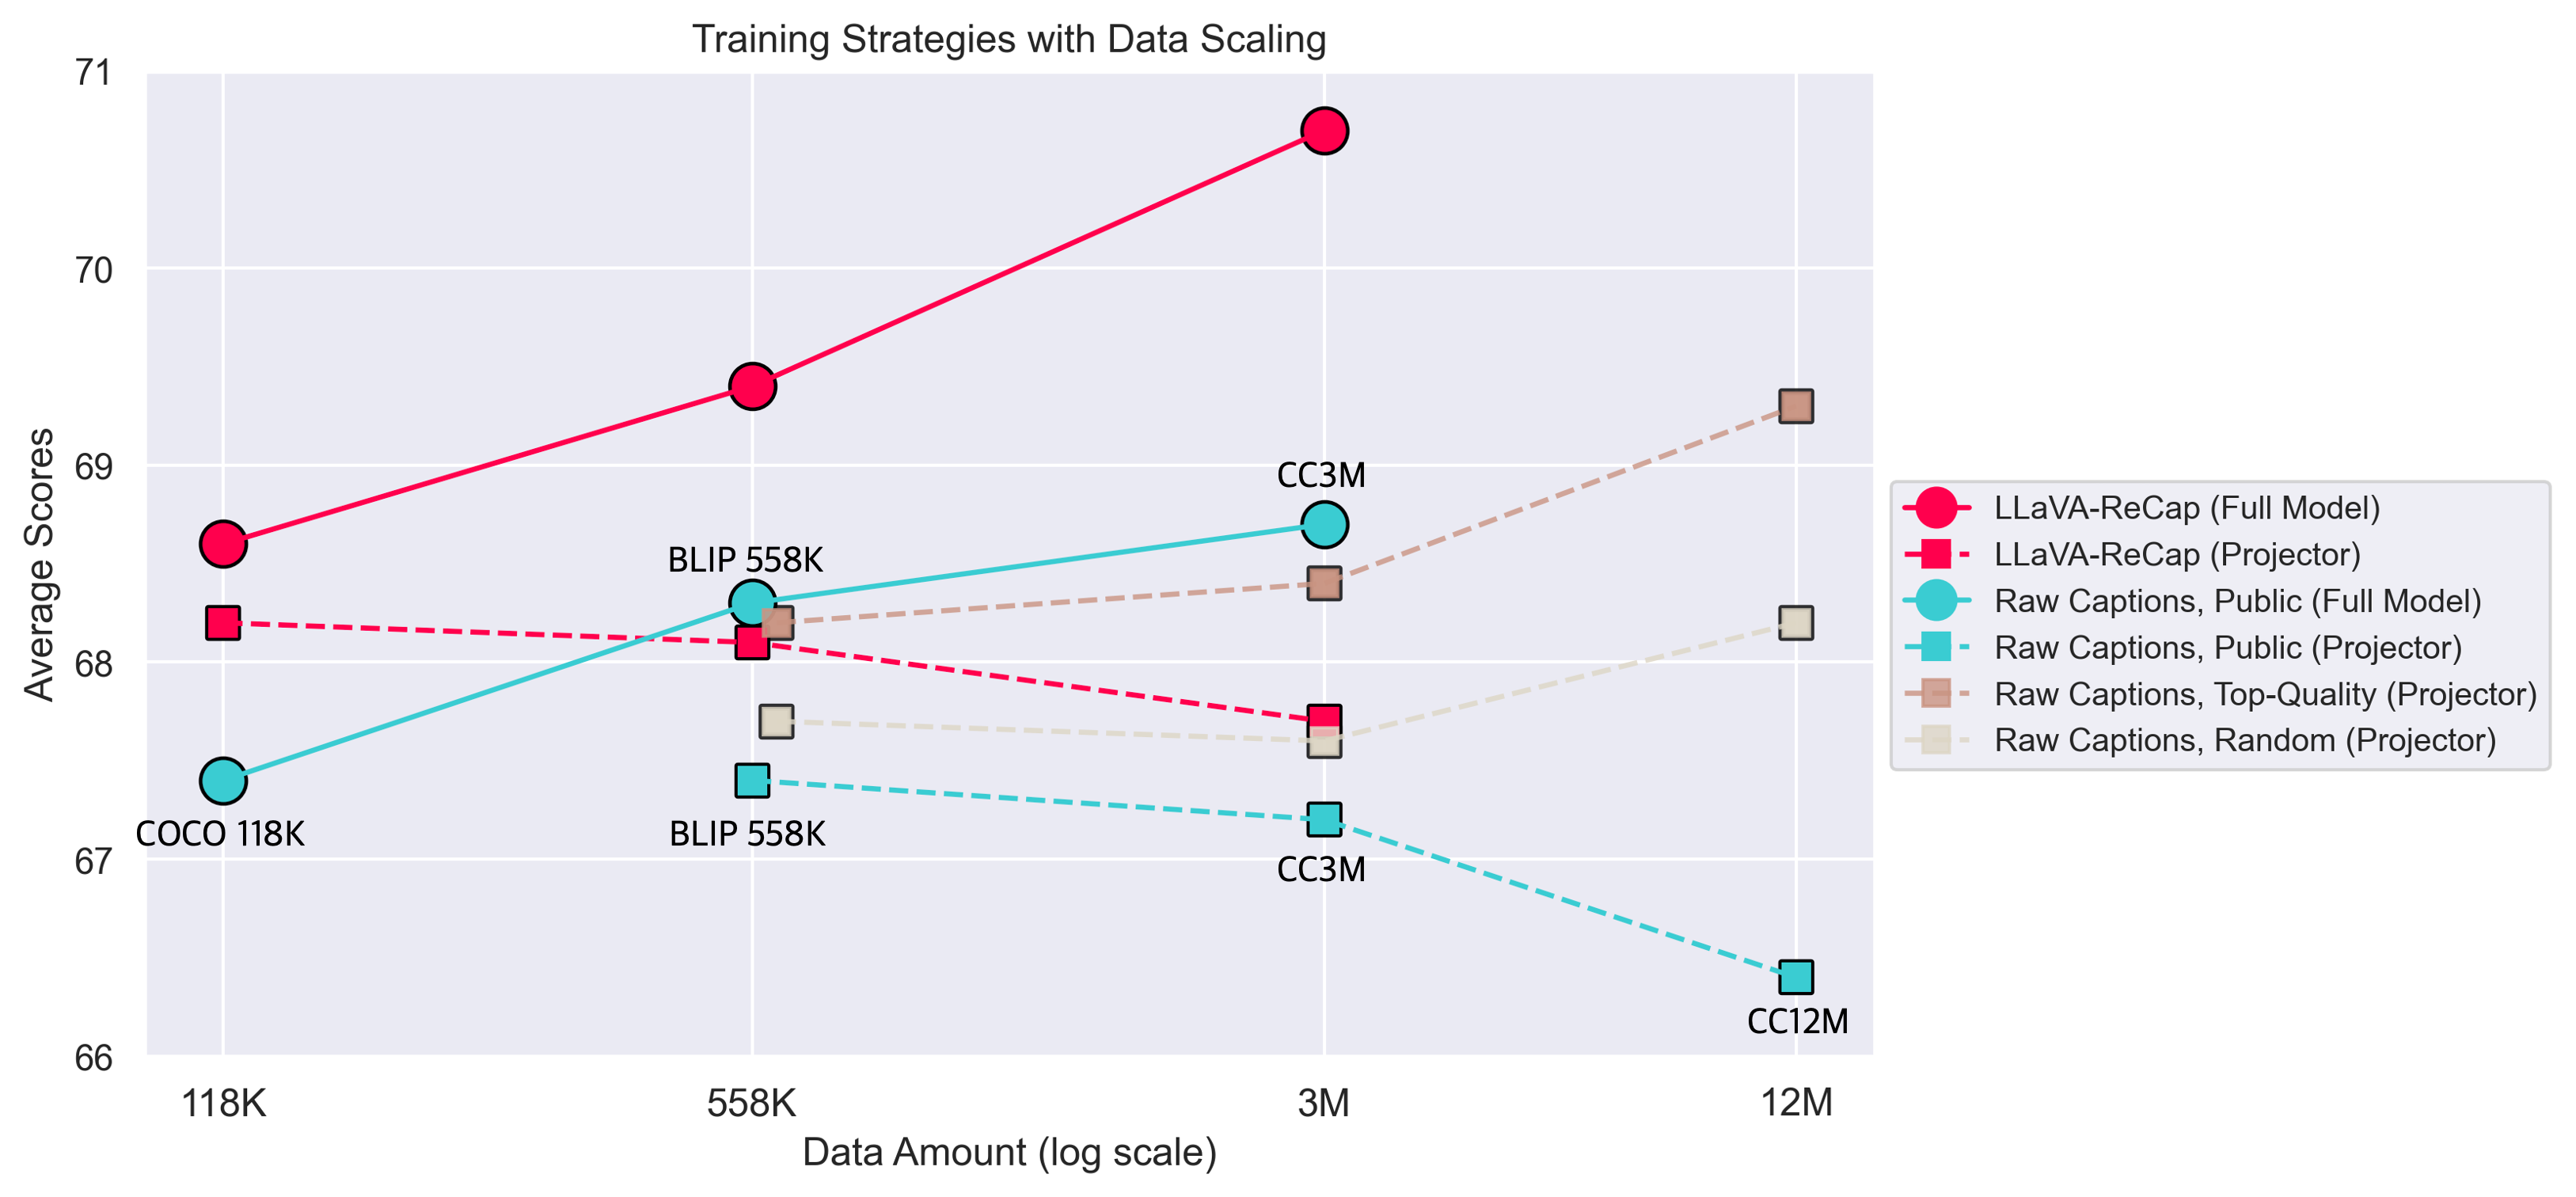 Training Strategies with Data Scaling
71
70
69
68
67
66
Average Scores
CC3M
BLIP 558K
COCO 118K
BLIP 558K
CC3M
CC12M
118K
558K
3M
12M
Data Amount (log scale)
LLaVA-ReCap (Full Model)
LLaVA-ReCap (Projector)
Raw Captions, Public (Full Model)
Raw Captions, Public (Projector)
Raw Captions, Top-Quality (Projector)
Raw Captions, Random (Projector)